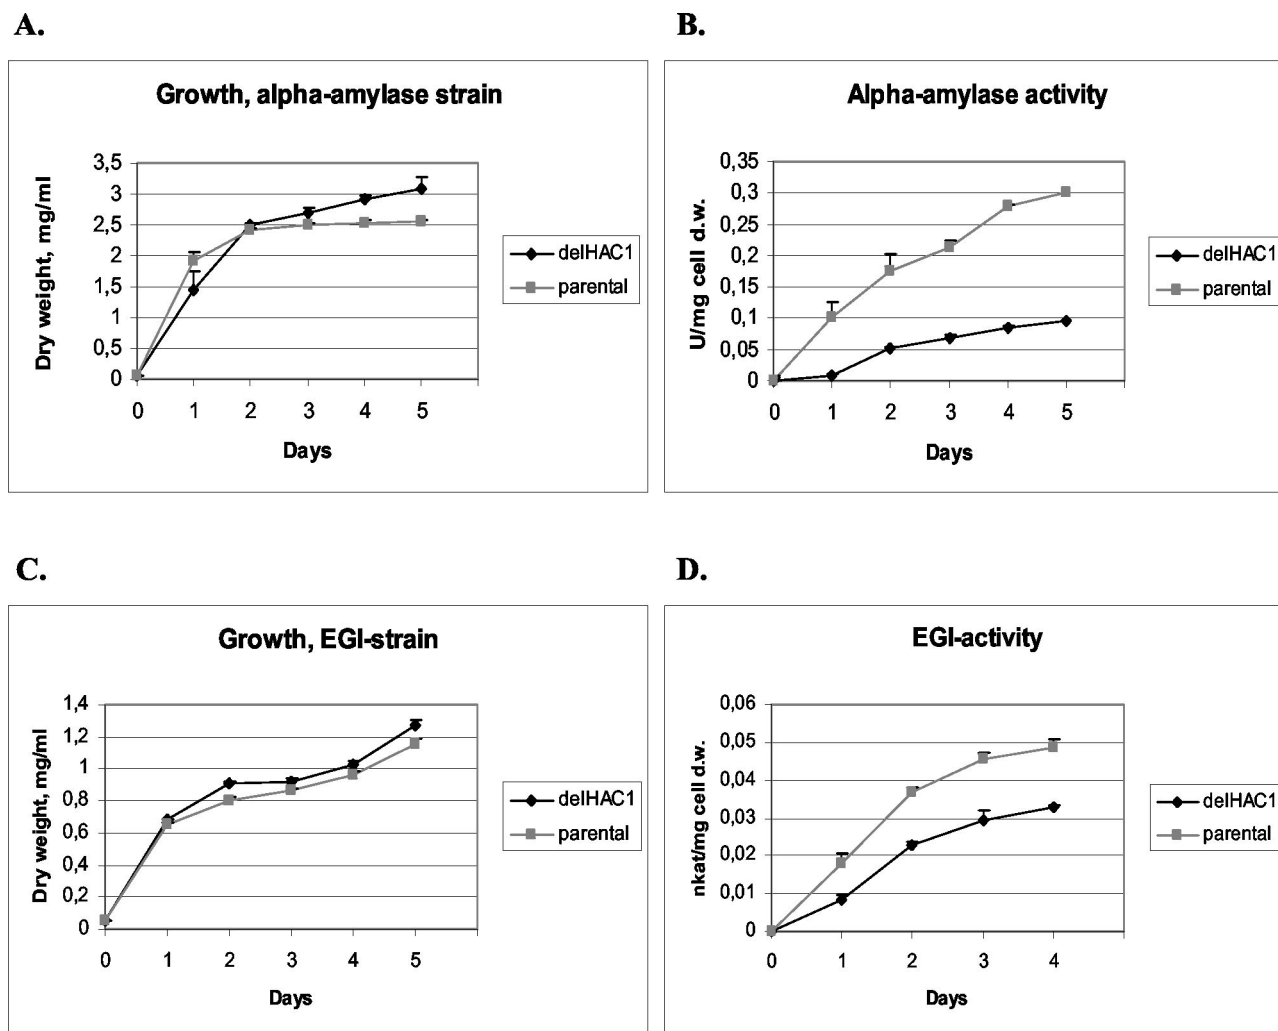 A.
Growth, alpha-amylase strain
Dry weight, mg/ml
3,5
3
2,5
2
1,5
1
0,5
0
0 1 2 3 4 5
Days
delHAC1
parental
B.
Alpha-amylase activity
U/mg cell d.w.
0,35
0,3
0,25
0,2
0,15
0,1
0,05
0
0 1 2 3 4 5
Days
delHAC1
parental
C.
Growth, EGI-strain
Dry weight, mg/ml
1,4
1,2
1
0,8
0,6
0,4
0,2
0
0 1 2 3 4 5
Days
delHAC1
parental
D.
EGI-activity
nkat/mg cell d.w.
0,06
0,05
0,04
0,03
0,02
0,01
0
0 1 2 3 4
Days
delHAC1
parental